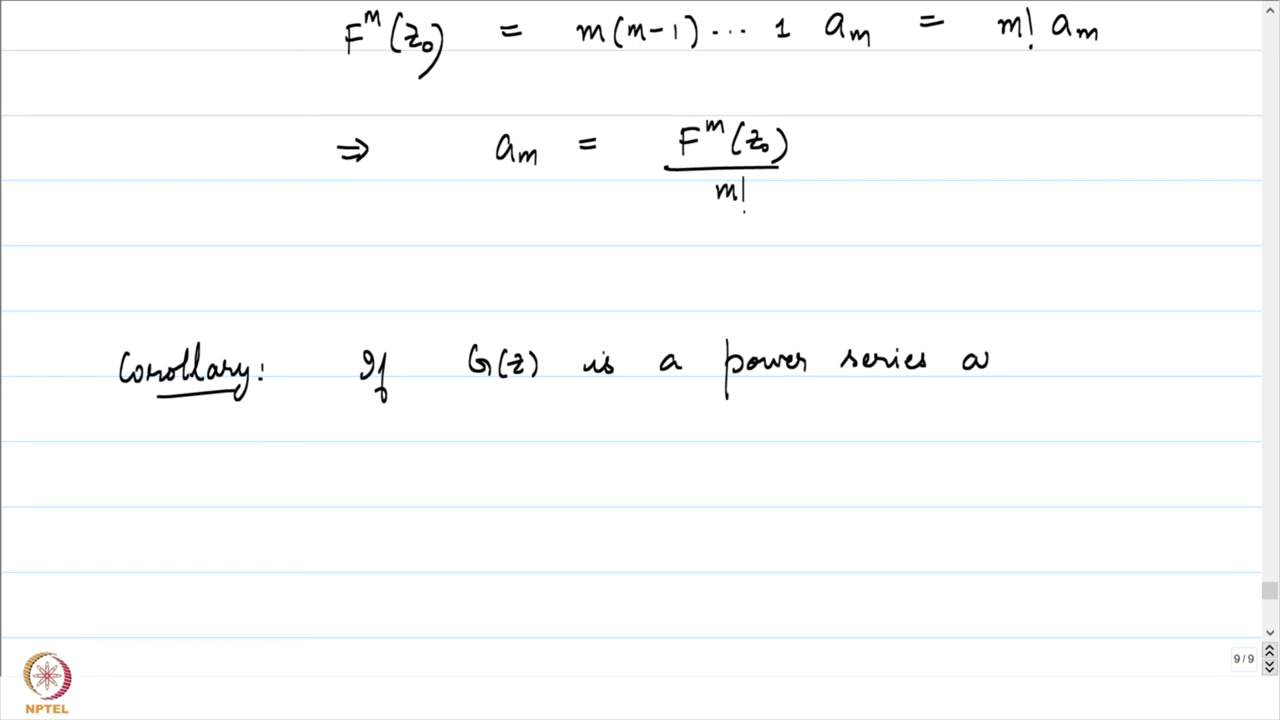 F^m(z₀) = m(m-1) ... 1 a_m = m! a_m
⇒ a_m = F^m(z₀) / m!
Corollary: If G(z) is a power series a
9 / 9
NPTEL